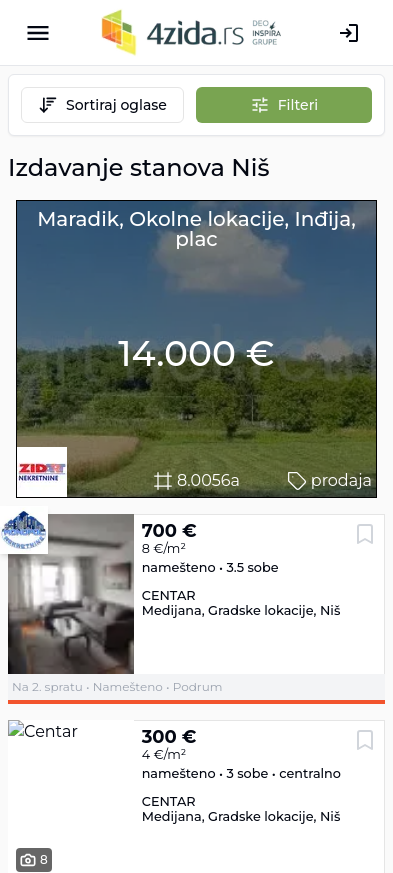 4zida.rs
DEO
INSPIRA
GRUPE
Sortiraj oglase
Filteri
Izdavanje stanova Niš
Maradik, Okolne lokacije, Inđija,
plac
14.000 €
ZID
NEKRETNINE
8.0056a
prodaja
700 €
8 €/m²
namešteno • 3.5 sobe
CENTAR
Medijana, Gradske lokacije, Niš
Na 2. spratu • Namešteno • Podrum
Centar
300 €
4 €/m²
namešteno • 3 sobe • centralno
CENTAR
Medijana, Gradske lokacije, Niš
8